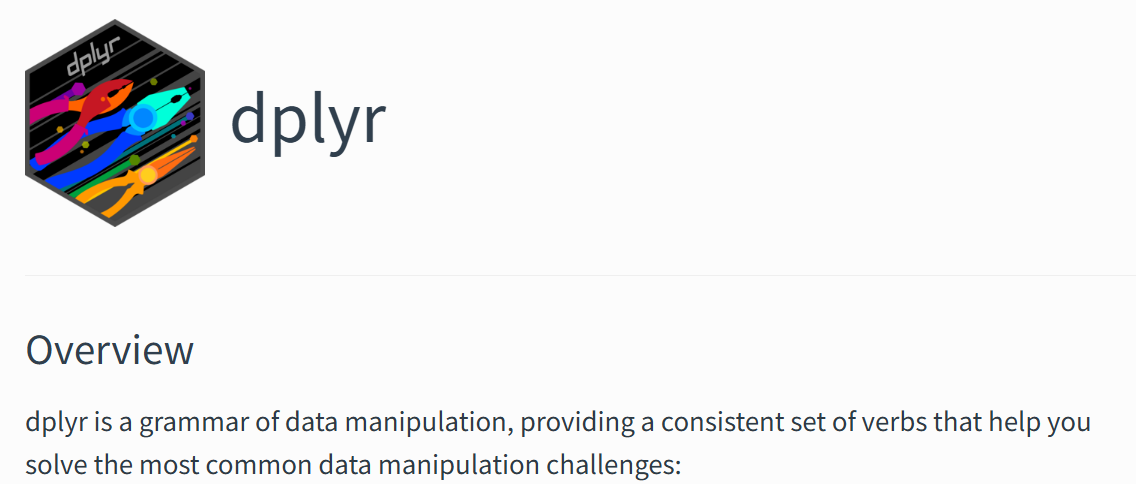 dplyr
dplyr
Overview
dplyr is a grammar of data manipulation, providing a consistent set of verbs that help you
solve the most common data manipulation challenges: